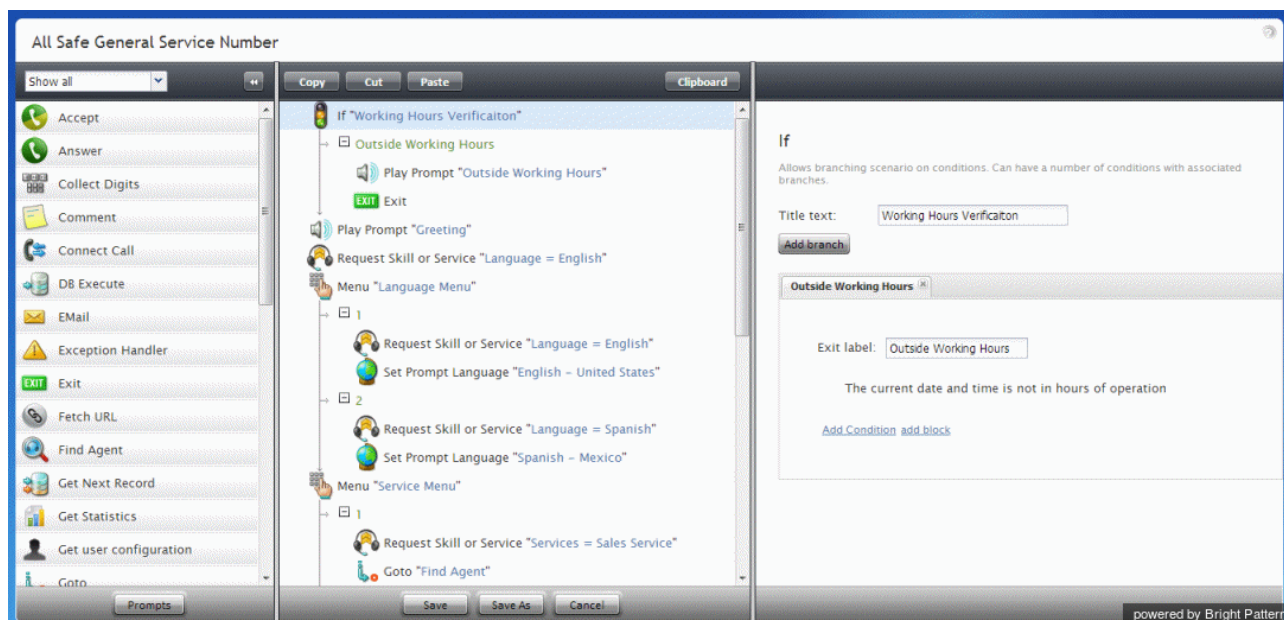 All Safe General Service Number
Show all
Accept
Answer
Collect Digits
Comment
Connect Call
DB Execute
EMail
Exception Handler
EXIT Exit
Fetch URL
Find Agent
Get Next Record
Get Statistics
Get user configuration
Goto
Prompts
Copy Cut Paste Clipboard
If "Working Hours Verificaiton"
Outside Working Hours
Play Prompt "Outside Working Hours"
EXIT Exit
Play Prompt "Greeting"
Request Skill or Service "Language = English"
Menu "Language Menu"
1
Request Skill or Service "Language = English"
Set Prompt Language "English - United States"
2
Request Skill or Service "Language = Spanish"
Set Prompt Language "Spanish - Mexico"
Menu "Service Menu"
1
Request Skill or Service "Services = Sales Service"
Goto "Find Agent"
Save Save As Cancel
If
Allows branching scenario on conditions. Can have a number of conditions with associated
branches.
Title text: Working Hours Verificaiton
Add branch
Outside Working Hours
Exit label: Outside Working Hours
The current date and time is not in hours of operation
Add Condition add block
powered by Bright Pattern